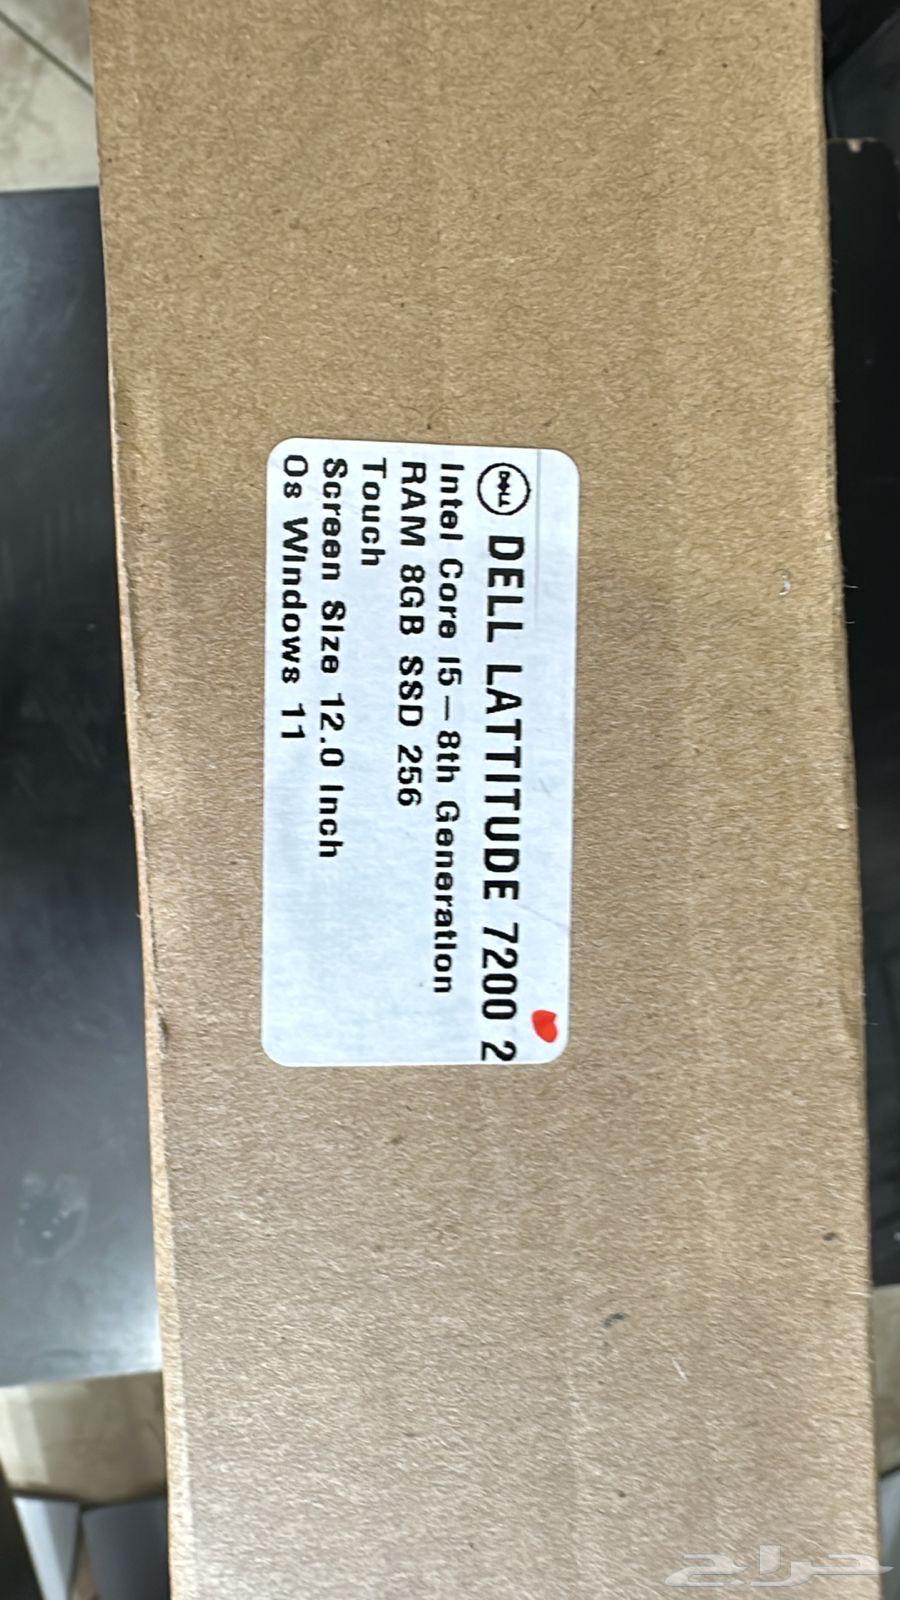 DELL DELL LATTITUDE 7200 2
Intel Core I5-8th Generation
RAM 8GB SSD 256
Touch
Screen Size 12.0 Inch
Os Windows 11
حراج